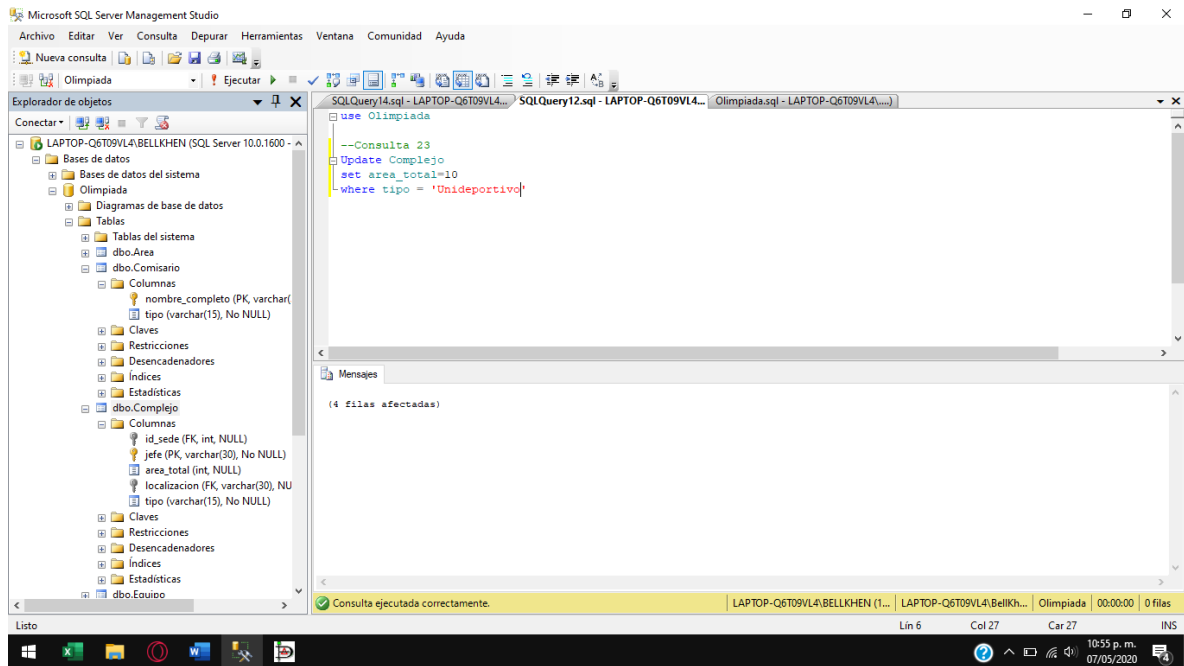 Microsoft SQL Server Management Studio
Archivo Editar Ver Consulta Depurar Herramientas Ventana Comunidad Ayuda
Nueva consulta
Olimpiada Ejecutar
Explorador de objetos
Conectar
LAPTOP-Q6T09VL4\BELLKHEN (SQL Server 10.0.1600 -
Bases de datos
Bases de datos del sistema
Olimpiada
Diagramas de base de datos
Tablas
Tablas del sistema
dbo.Area
dbo.Comisario
Columnas
nombre_completo (PK, varchar(
tipo (varchar(15), No NULL)
Claves
Restricciones
Desencadenadores
Índices
Estadísticas
dbo.Complejo
Columnas
id_sede (FK, int, NULL)
jefe (PK, varchar(30), No NULL)
area_total (int, NULL)
localizacion (FK, varchar(30), NU
tipo (varchar(15), No NULL)
Claves
Restricciones
Desencadenadores
Índices
Estadísticas
dbo.Equipo
SQLQuery14.sql - LAPTOP-Q6T09VL4... SQLQuery12.sql - LAPTOP-Q6T09VL4... Olimpiada.sql - LAPTOP-Q6T09VL4\....)
use Olimpiada
--Consulta 23
Update Complejo
set area_total=10
where tipo = 'Unideportivo'
Mensajes
(4 filas afectadas)
Consulta ejecutada correctamente. LAPTOP-Q6T09VL4\BELLKHEN (1... LAPTOP-Q6T09VL4\BellKh... Olimpiada 00:00:00 0 filas
Listo Lín 6 Col 27 Car 27 INS
10:55 p. m.
07/05/2020
4